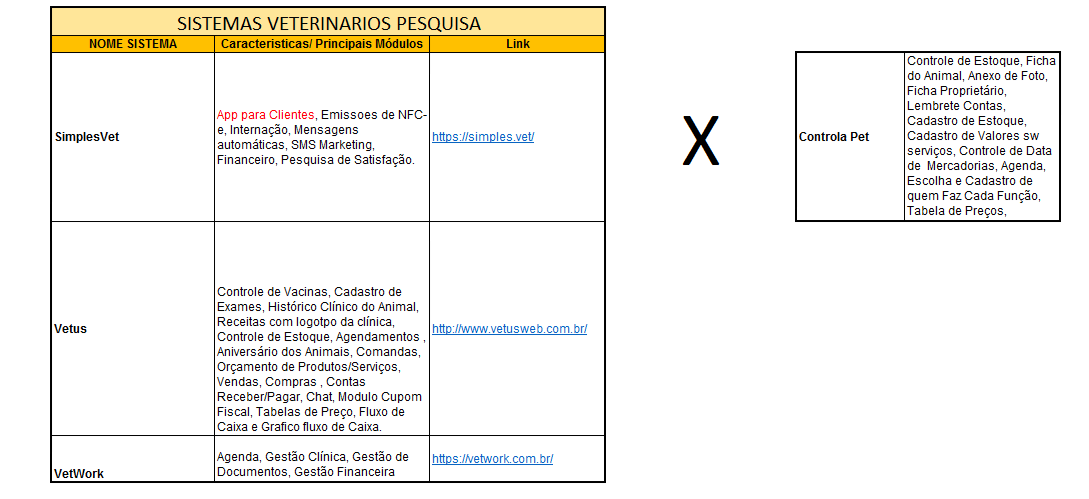 SISTEMAS VETERINARIOS PESQUISA
NOME SISTEMA Caracteristicas/ Principais Módulos Link
SimplesVet
App para Clientes, Emissoes de NFC-
e, Internação, Mensagens
automáticas, SMS Marketing,
Financeiro, Pesquisa de Satisfação.
https://simples.vet/
X
Controla Pet
Controle de Estoque, Ficha
do Animal, Anexo de Foto,
Ficha Proprietário,
Lembrete Contas,
Cadastro de Estoque,
Cadastro de Valores sw
serviços, Controle de Data
de Mercadorias, Agenda,
Escolha e Cadastro de
quem Faz Cada Função,
Tabela de Preços,
Vetus
Controle de Vacinas, Cadastro de
Exames, Histórico Clínico do Animal,
Receitas com logotpo da clínica,
Controle de Estoque, Agendamentos ,
Aniversário dos Animais, Comandas,
Orçamento de Produtos/Serviços,
Vendas, Compras , Contas
Receber/Pagar, Chat, Modulo Cupom
Fiscal, Tabelas de Preço, Fluxo de
Caixa e Grafico fluxo de Caixa.
http://www.vetusweb.com.br/
VetWork
Agenda, Gestão Clínica, Gestão de
Documentos, Gestão Financeira
https://vetwork.com.br/